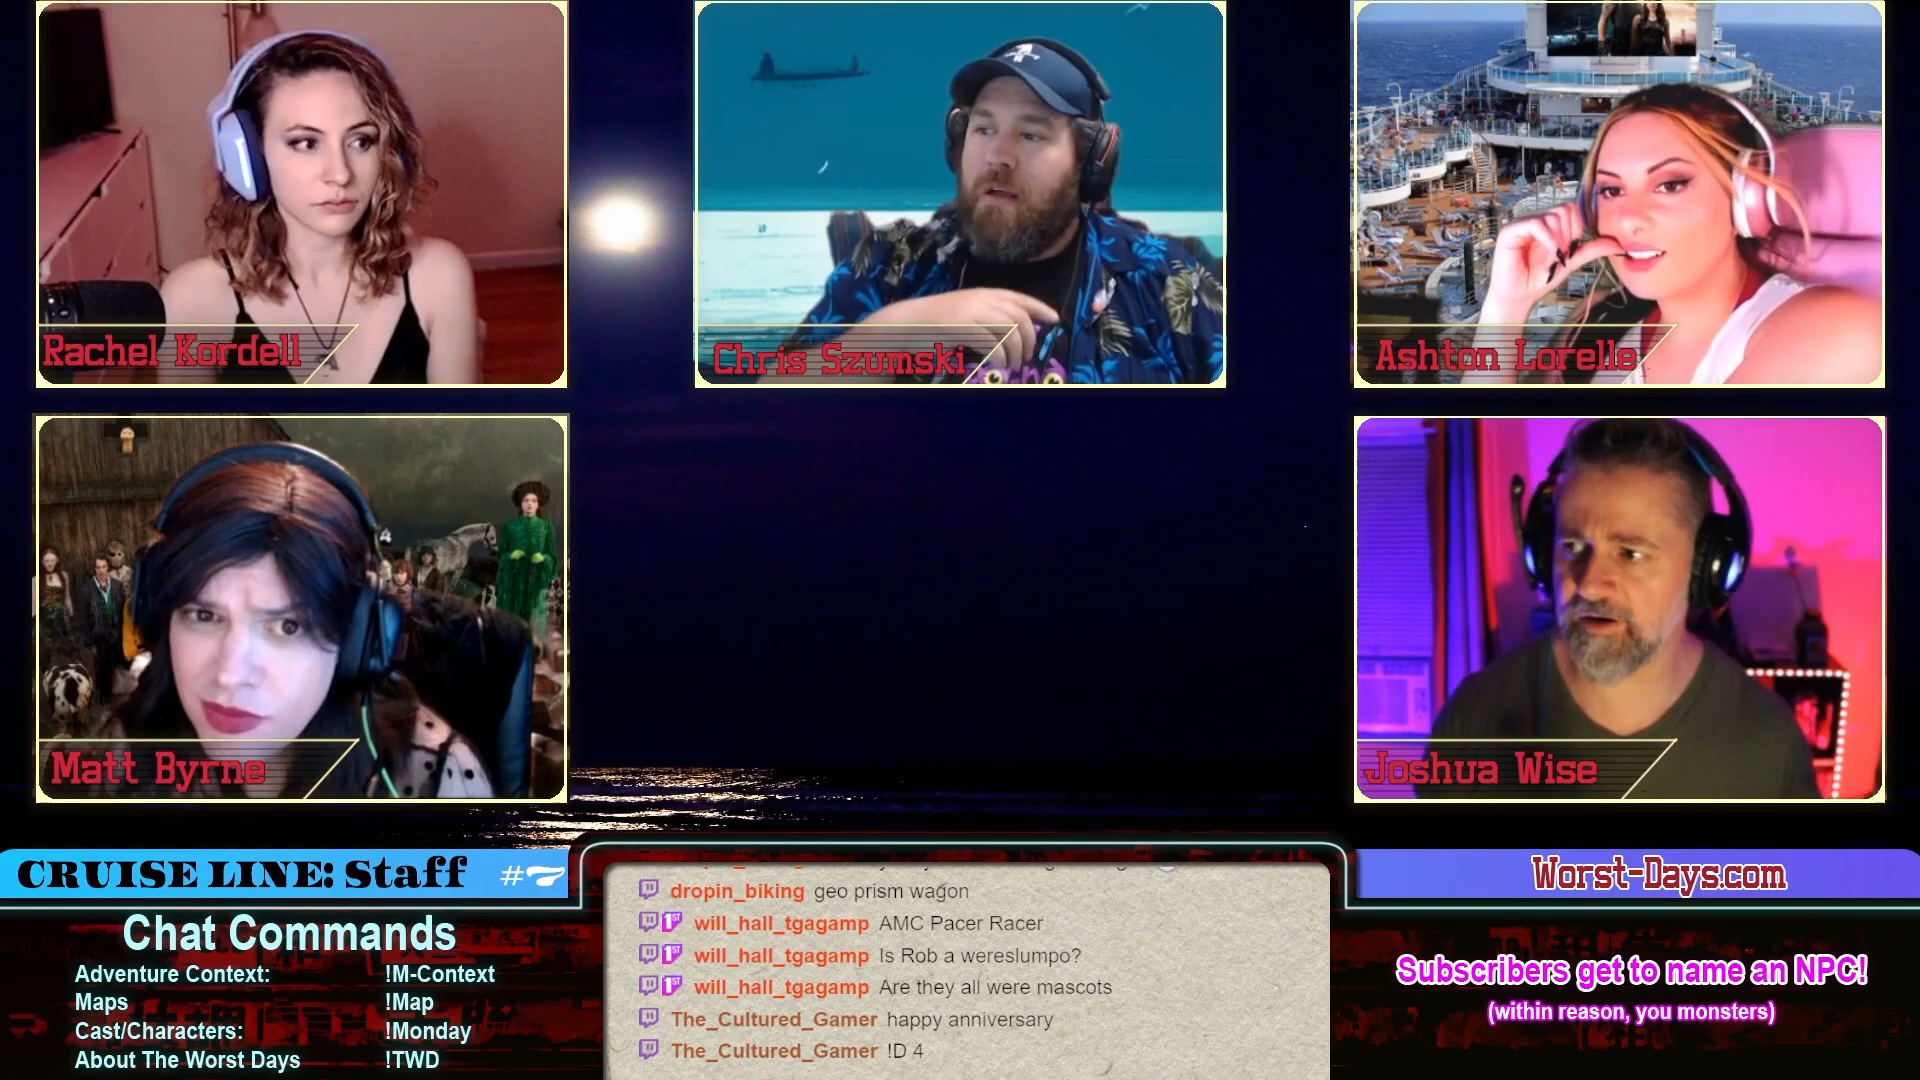 Rachel Kordell
Chris Szumski
Ashton Lorelle
Matt Byrne
Joshua Wise
CRUISE LINE: Staff #7
Chat Commands
Adventure Context: !M-Context
Maps !Map
Cast/Characters: !Monday
About The Worst Days !TWD
dropin_biking geo prism wagon
will_hall_tgagamp AMC Pacer Racer
will_hall_tgagamp Is Rob a wereslumpo?
will_hall_tgagamp Are they all were mascots
The_Cultured_Gamer happy anniversary
The_Cultured_Gamer !D 4
Worst-Days.com
Subscribers get to name an NPC!
(within reason, you monsters)